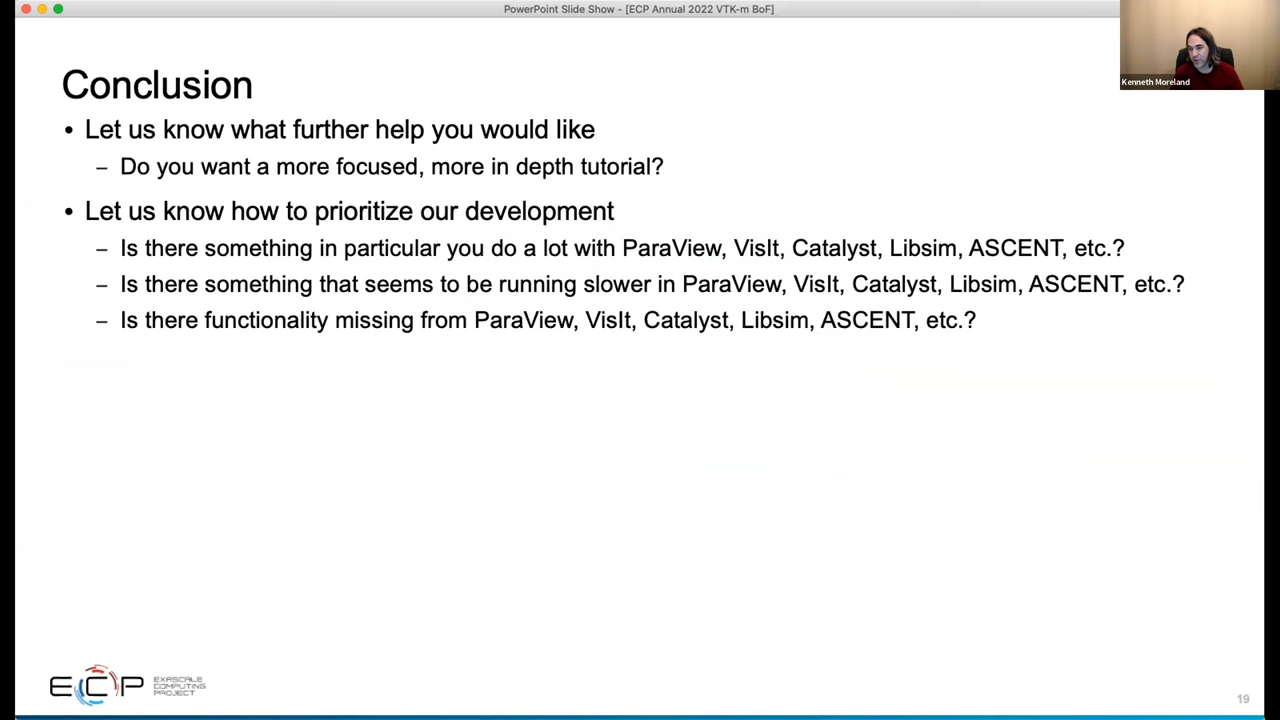 PowerPoint Slide Show - [ECP Annual 2022 VTK-m BoF]
Kenneth Moreland
Conclusion
• Let us know what further help you would like
– Do you want a more focused, more in depth tutorial?
• Let us know how to prioritize our development
– Is there something in particular you do a lot with ParaView, VisIt, Catalyst, Libsim, ASCENT, etc.?
– Is there something that seems to be running slower in ParaView, VisIt, Catalyst, Libsim, ASCENT, etc.?
– Is there functionality missing from ParaView, VisIt, Catalyst, Libsim, ASCENT, etc.?
ECP
EXASCALE
COMPUTING
PROJECT
19